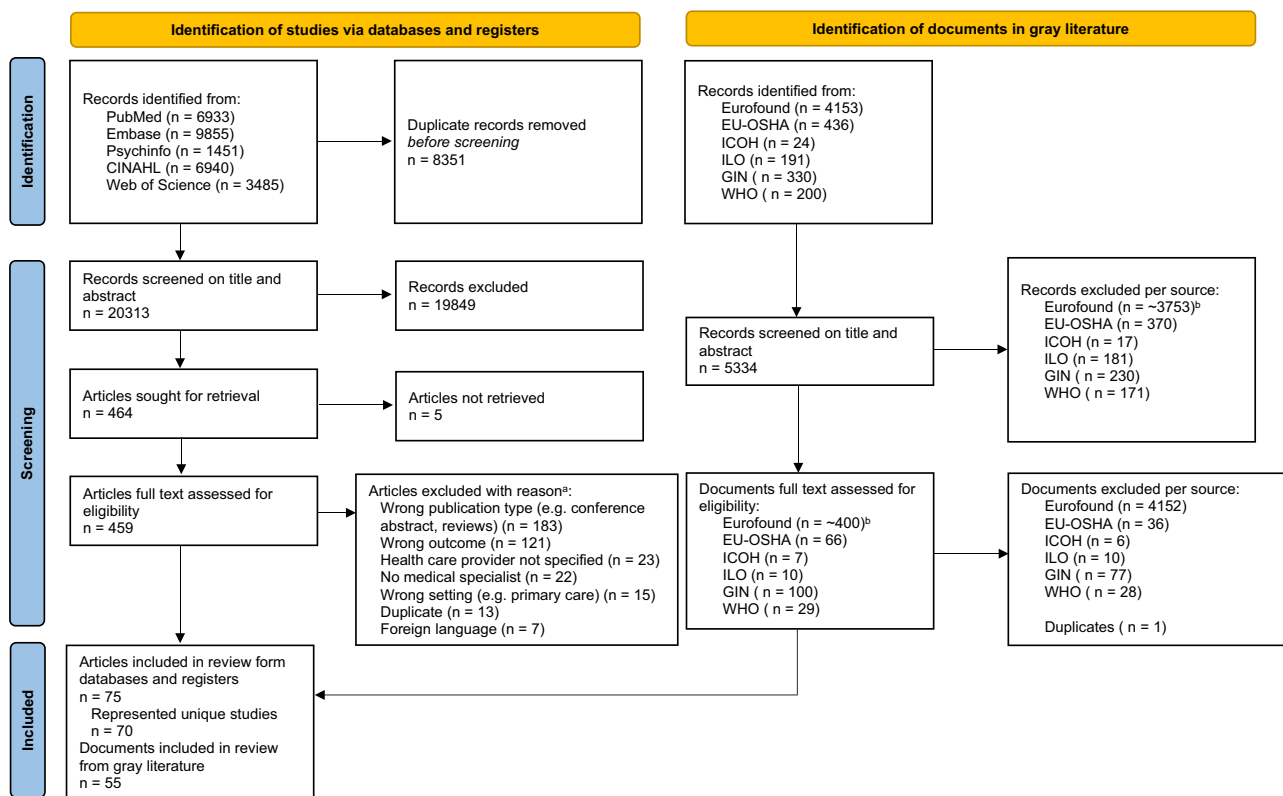 Identification of studies via databases and registers
Identification of documents in gray literature
Identification
Records identified from:
PubMed (n = 6933)
Embase (n = 9855)
Psychinfo (n = 1451)
CINAHL (n = 6940)
Web of Science (n = 3485)
Duplicate records removed
before screening
n = 8351
Records identified from:
Eurofound (n = 4153)
EU-OSHA (n = 436)
ICOH (n = 24)
ILO (n = 191)
GIN (n = 330)
WHO ( n = 200)
Screening
Records screened on title and
abstract
n = 20313
Records excluded
n = 19849
Records screened on title and
abstract
n = 5334
Records excluded per source:
Eurofound (n = ~3753)ᵇ
EU-OSHA (n = 370)
ICOH (n = 17)
ILO (n = 181)
GIN ( n = 230)
WHO (n = 171)
Articles sought for retrieval
n = 464
Articles not retrieved
n = 5
Articles full text assessed for
eligibility
n = 459
Articles excluded with reasonᵃ:
Wrong publication type (e.g. conference
abstract, reviews) (n = 183)
Wrong outcome (n = 121)
Health care provider not specified (n = 23)
No medical specialist (n = 22)
Wrong setting (e.g. primary care) (n = 15)
Duplicate (n = 13)
Foreign language (n = 7)
Documents full text assessed for
eligibility:
Eurofound (n = ~400)ᵇ
EU-OSHA (n = 66)
ICOH (n = 7)
ILO (n = 10)
GIN (n = 100)
WHO (n = 29)
Documents excluded per source:
Eurofound (n = 4152)
EU-OSHA (n = 36)
ICOH (n = 6)
ILO (n = 10)
GIN (n = 77)
WHO (n = 28)
Duplicates ( n = 1)
Included
Articles included in review form
databases and registers
n = 75
Represented unique studies
n = 70
Documents included in review
from gray literature
n = 55